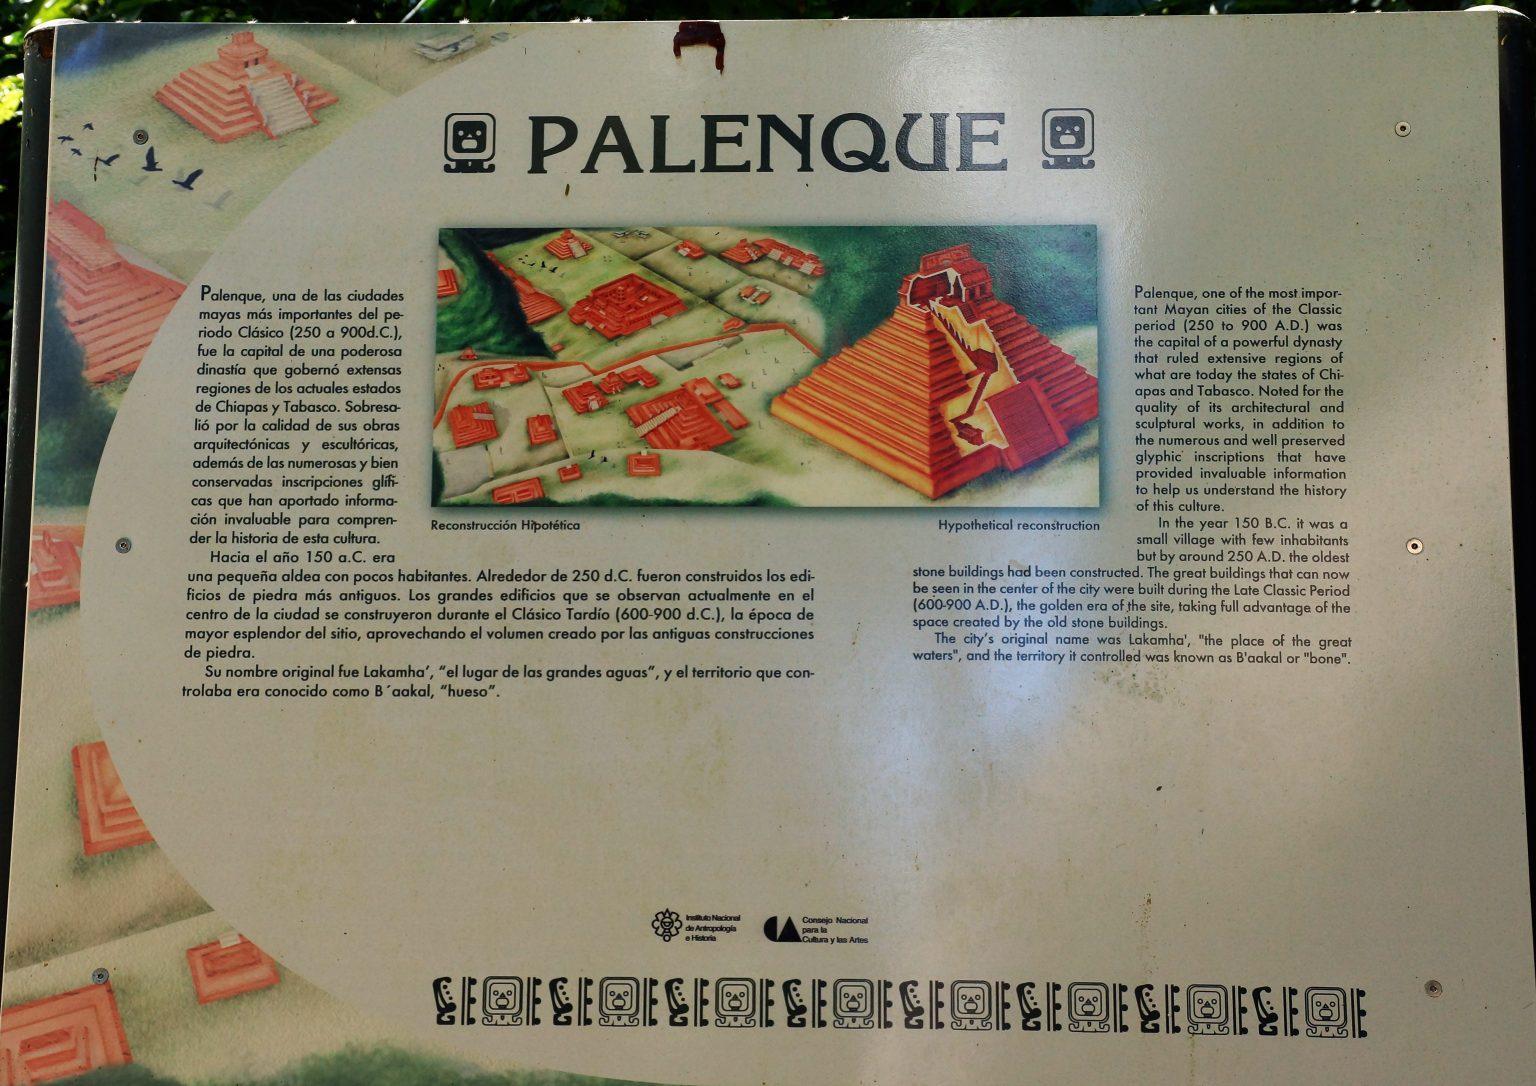 PALENQUE
Palenque, una de las ciudades
mayas más importantes del pe-
riodo Clásico (250 a 900d.C.),
fue la capital de una poderosa
dinastía que gobernó extensas
regiones de los actuales estados
de Chiapas y Tabasco. Sobresa-
lió por la calidad de sus obras
arquitectónicas y escultóricas,
además de las numerosas y bien
conservadas inscripciones glífi-
cas que han aportado informa-
ción invaluable para compren-
der la historia de esta cultura.
Hacia el año 150 a.C. era
una pequeña aldea con pocos habitantes. Alrededor de 250 d.C. fueron construidos los edi-
ficios de piedra más antiguos. Los grandes edificios que se observan actualmente en el
centro de la ciudad se construyeron durante el Clásico Tardío (600-900 d.C.), la época de
mayor esplendor del sitio, aprovechando el volumen creado por las antiguas construcciones
de piedra.
Su nombre original fue Lakamha’, “el lugar de las grandes aguas”, y el territorio que con-
trolaba era conocido como B´aakal, “hueso”.
Reconstrucción Hipotética
Hypothetical reconstruction
Palenque, one of the most impor-
tant Mayan cities of the Classic
period (250 to 900 A.D.) was
the capital of a powerful dynasty
that ruled extensive regions of
what are today the states of Chi-
apas and Tabasco. Noted for the
quality of its architectural and
sculptural works, in addition to
the numerous and well preserved
glyphic inscriptions that have
provided invaluable information
to help us understand the history
of this culture.
In the year 150 B.C. it was a
small village with few inhabitants
but by around 250 A.D. the oldest
stone buildings had been constructed. The great buildings that can now
be seen in the center of the city were built during the Late Classic Period
(600-900 A.D.), the golden era of the site, taking full advantage of the
space created by the old stone buildings.
The city’s original name was Lakamha', "the place of the great
waters", and the territory it controlled was known as B'aakal or "bone".
Instituto Nacional
de Antropología
e Historia
Consejo Nacional
para la
Cultura y las Artes